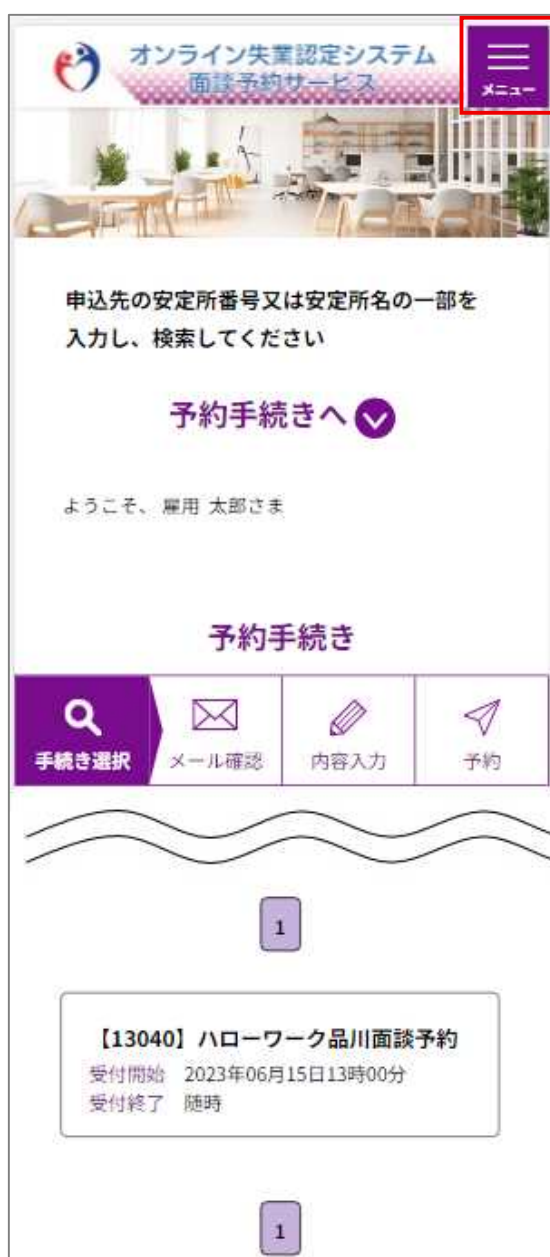 オンライン失業認定システム
面談予約サービス
メニュー
申込先の安定所番号又は安定所名の一部を
入力し、検索してください
予約手続きへ
ようこそ、 雇用 太郎さま
予約手続き
手続き選択
メール確認
内容入力
予約
1
【13040】ハローワーク品川面談予約
受付開始 2023年06月15日13時00分
受付終了 随時
1